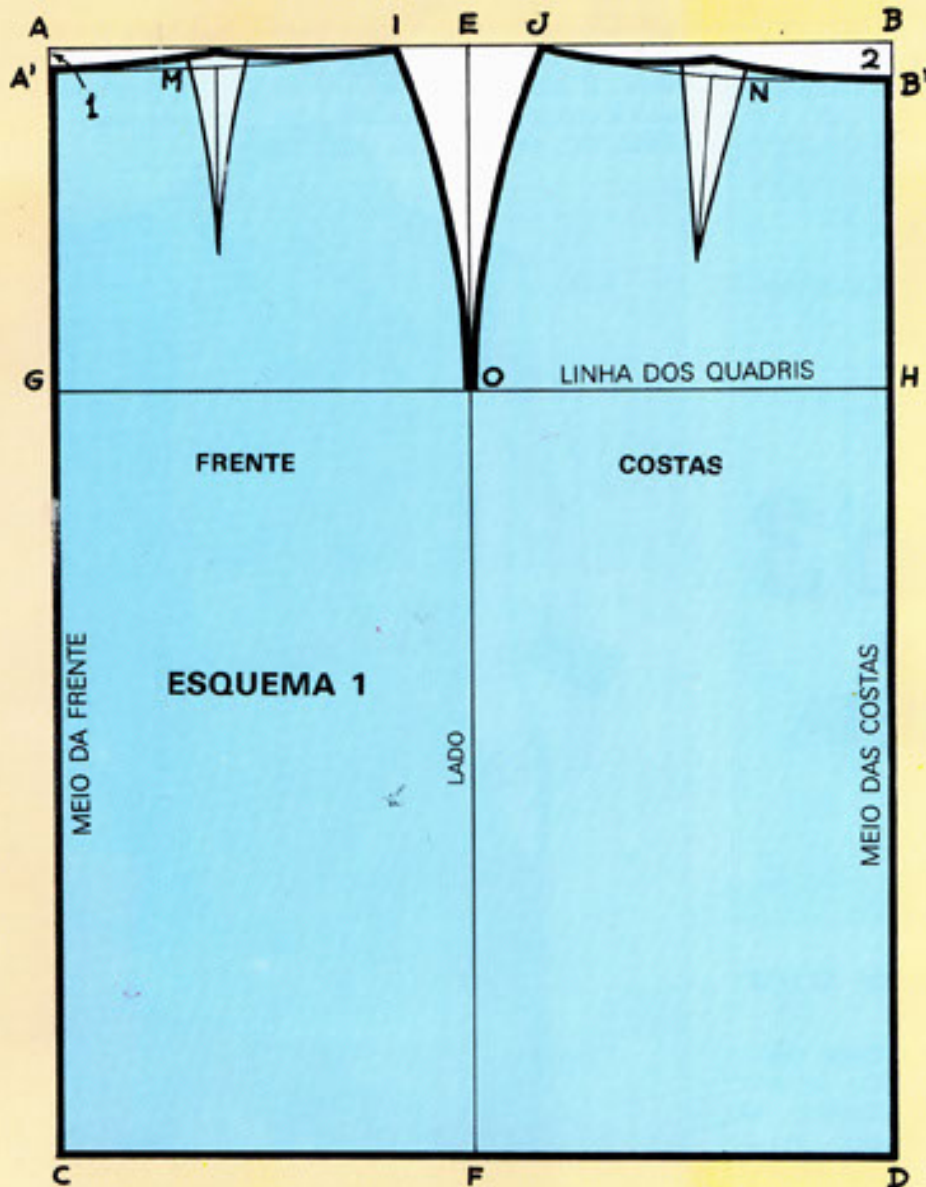 A I E J B
A' M N 2 B'
1
G O LINHA DOS QUADRIS H
FRENTE COSTAS
ESQUEMA 1
MEIO DA FRENTE
LADO
MEIO DAS COSTAS
C F D